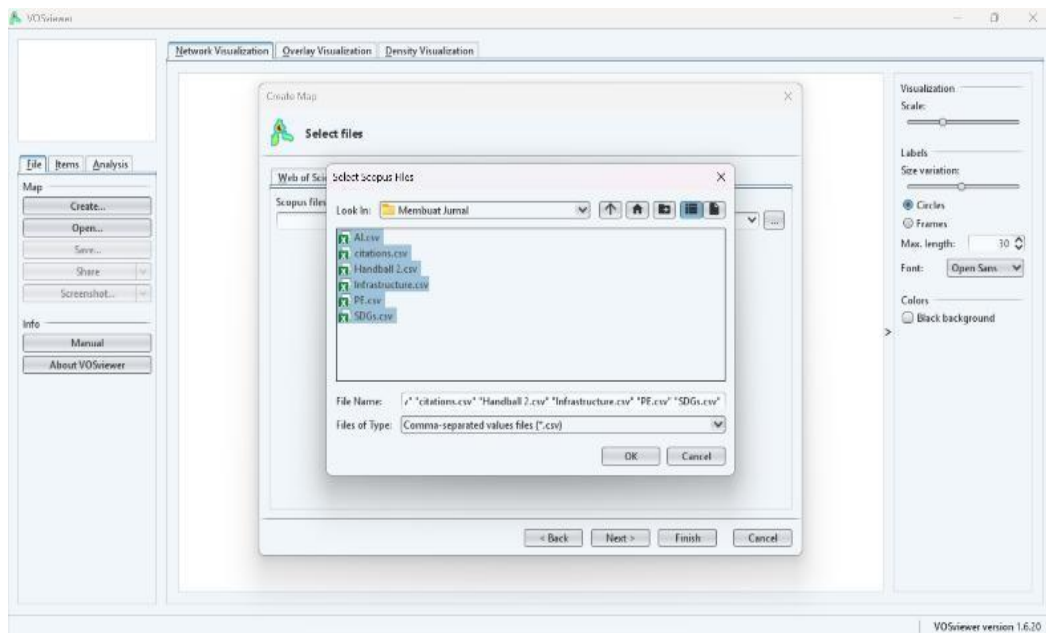 VOSviewer
File Items Analysis
Map
Create...
Open...
Save...
Share
Screenshot...
Info
Manual
About VOSviewer
Network Visualization Overlay Visualization Density Visualization
Create Map
Select files
Web of Sci
Scopus files
Select Scopus Files
Look In: Membuat Jurnal
AI.csv
citations.csv
Handball 2.csv
Infrastructure.csv
PE.csv
SDGs.csv
File Name: /" "citations.csv" "Handball 2.csv" "Infrastructure.csv" "PE.csv" "SDGs.csv"
Files of Type: Comma-separated values files (*.csv)
OK Cancel
< Back Next > Finish Cancel
Visualization
Scale:
Labels
Size variation:
Circles
Frames
Max. length: 30
Font: Open Sans
Colors
Black background
>
VOSviewer version 1.6.20